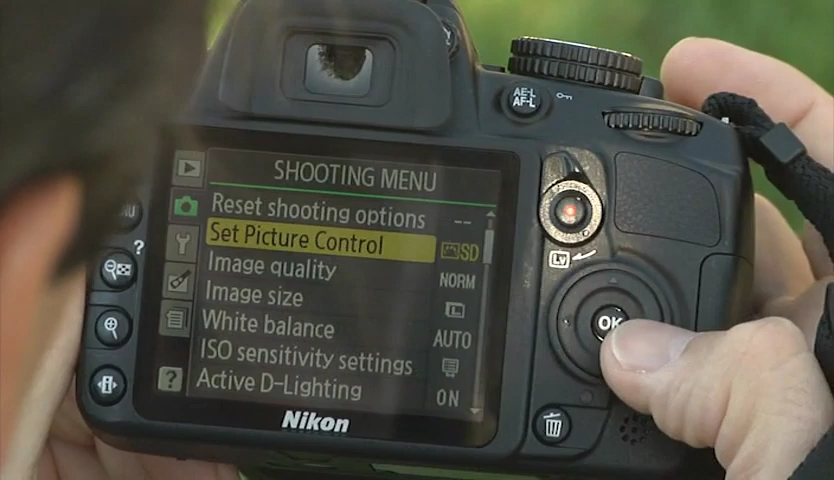 AE-L
AF-L
SHOOTING MENU
Reset shooting options --
Set Picture Control SD
Image quality NORM
Image size L
White balance AUTO
ISO sensitivity settings
Active D-Lighting ON
?
?
Lv
OK
Nikon